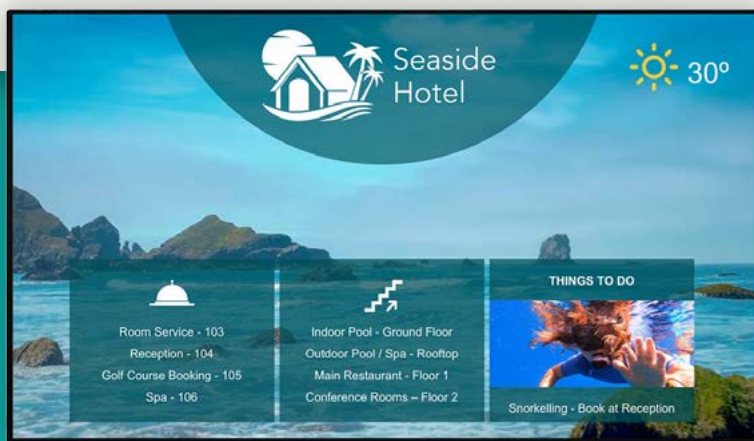 Seaside
Hotel
30º
Room Service - 103
Reception - 104
Golf Course Booking - 105
Spa - 106
Indoor Pool - Ground Floor
Outdoor Pool / Spa - Rooftop
Main Restaurant - Floor 1
Conference Rooms – Floor 2
THINGS TO DO
Snorkelling - Book at Reception